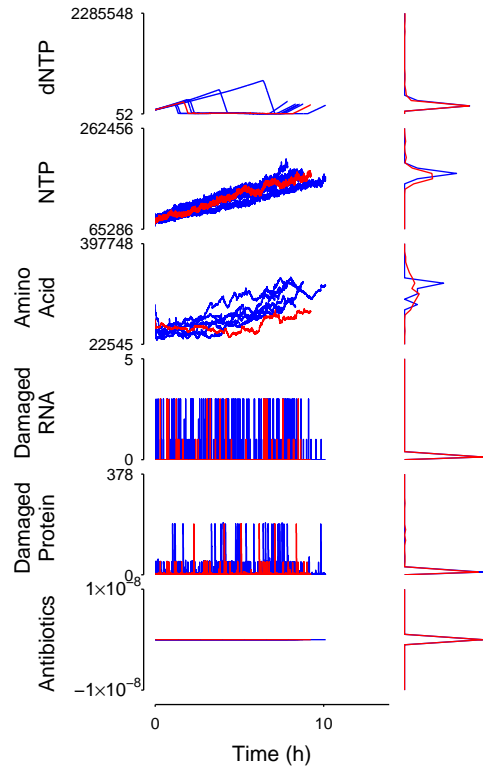 2285548
dNTP
52
262456
NTP
65286
397748
Amino
Acid
22545
5
Damaged
RNA
0
378
Damaged
Protein
0
1×10⁻⁸
Antibiotics
−1×10⁻⁸
0 10
Time (h)